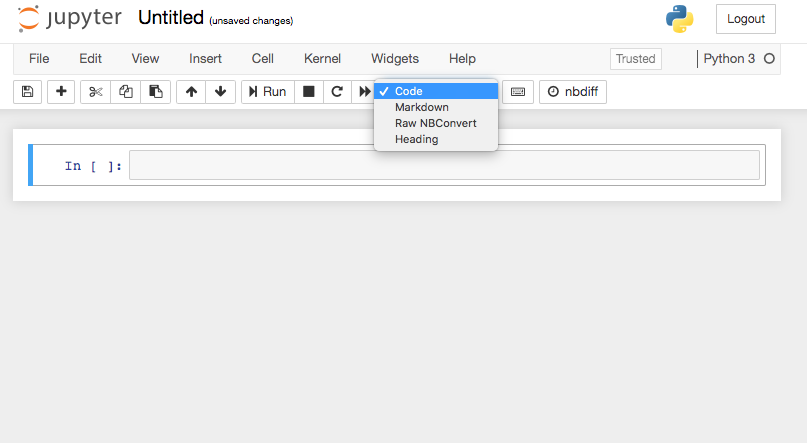 jupyter Untitled (unsaved changes) Logout
File Edit View Insert Cell Kernel Widgets Help Trusted Python 3
Run nbdiff
Code
Markdown
Raw NBConvert
Heading
In [ ]: